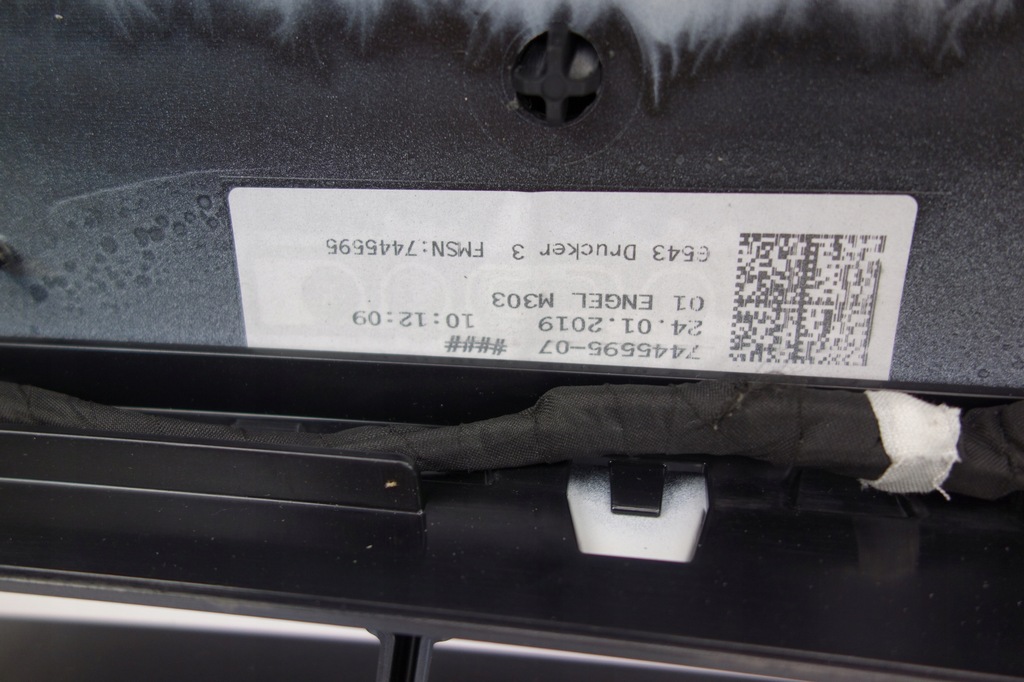 7445595-07 ####
24.01.2019 10:12:09
01 ENGEL M303
6543 Drucker 3 FMSN:7445595